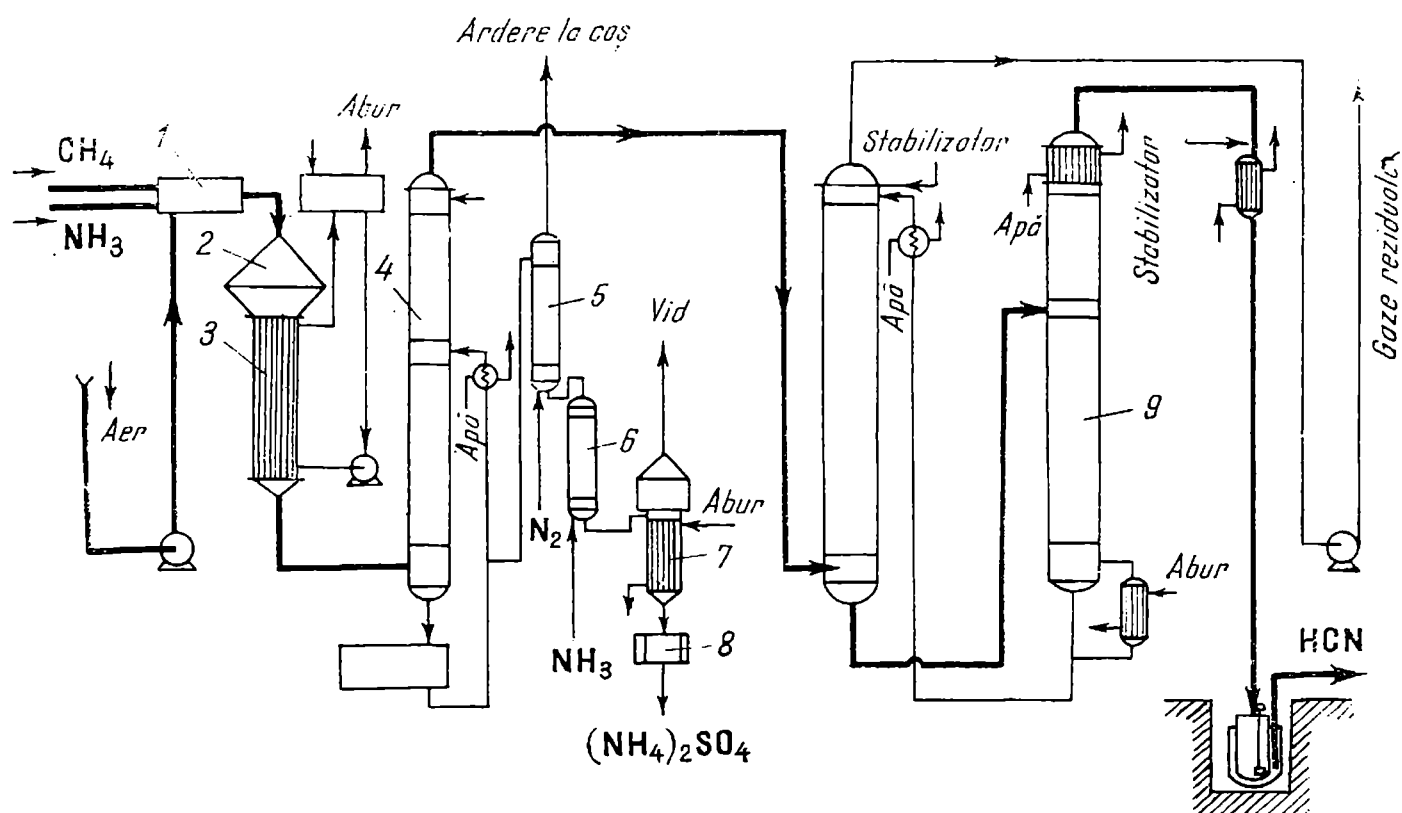 Ardere la coș
Abur
1
CH₄
NH₃
2
3
4
Aer
Apă
5
6
N₂
NH₃
Vid
Abur
7
8
(NH₄)₂SO₄
Stabilizator
Apă
Apă
Stabilizator
9
Abur
HCN
Gaze reziduale